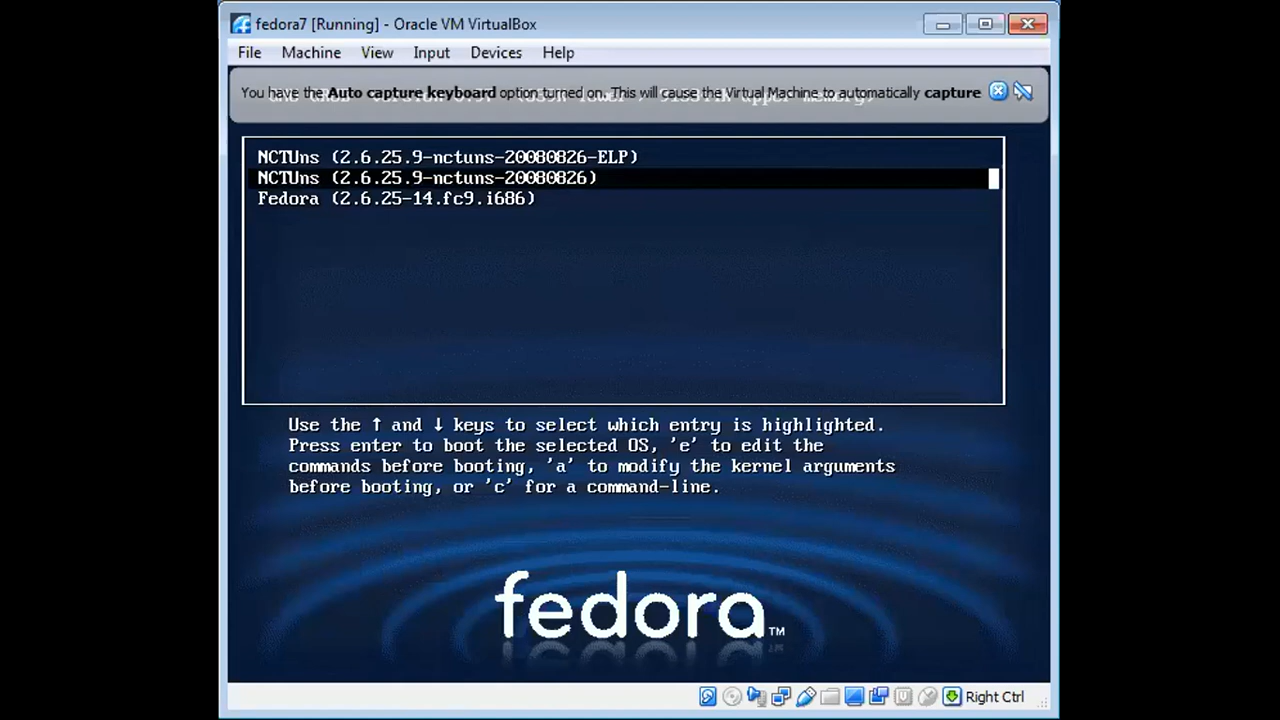 fedora7 [Running] - Oracle VM VirtualBox
File Machine View Input Devices Help
You have the Auto capture keyboard option turned on. This will cause the Virtual Machine to automatically capture
NCTUns (2.6.25.9-nctuns-20080826-ELP)
NCTUns (2.6.25.9-nctuns-20080826)
Fedora (2.6.25-14.fc9.i686)
Use the ↑ and ↓ keys to select which entry is highlighted.
Press enter to boot the selected OS, 'e' to edit the
commands before booting, 'a' to modify the kernel arguments
before booting, or 'c' for a command-line.
fedora™
Right Ctrl